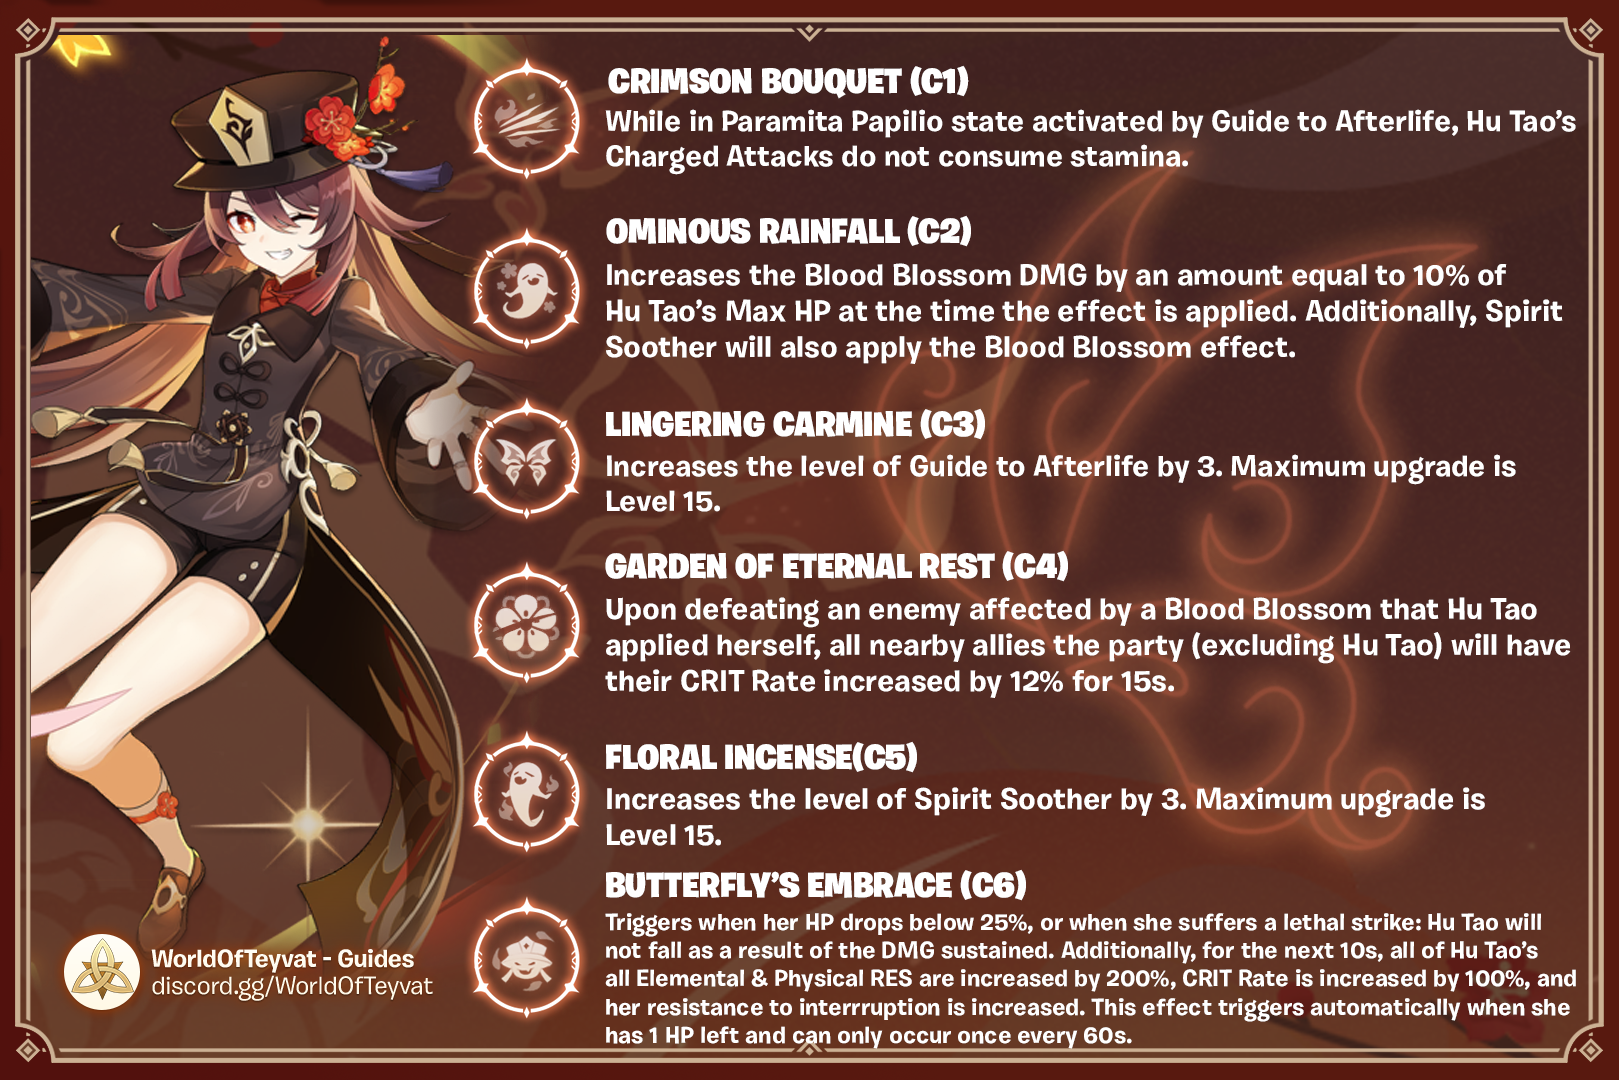 CRIMSON BOUQUET (C1)
While in Paramita Papilio state activated by Guide to Afterlife, Hu Tao's
Charged Attacks do not consume stamina.
OMINOUS RAINFALL (C2)
Increases the Blood Blossom DMG by an amount equal to 10% of
Hu Tao's Max HP at the time the effect is applied. Additionally, Spirit
Soother will also apply the Blood Blossom effect.
LINGERING CARMINE (C3)
Increases the level of Guide to Afterlife by 3. Maximum upgrade is
Level 15.
GARDEN OF ETERNAL REST (C4)
Upon defeating an enemy affected by a Blood Blossom that Hu Tao
applied herself, all nearby allies the party (excluding Hu Tao) will have
their CRIT Rate increased by 12% for 15s.
FLORAL INCENSE(C5)
Increases the level of Spirit Soother by 3. Maximum upgrade is
Level 15.
BUTTERFLY'S EMBRACE (C6)
Triggers when her HP drops below 25%, or when she suffers a lethal strike: Hu Tao will
not fall as a result of the DMG sustained. Additionally, for the next 10s, all of Hu Tao's
all Elemental & Physical RES are increased by 200%, CRIT Rate is increased by 100%, and
her resistance to interrruption is increased. This effect triggers automatically when she
has 1 HP left and can only occur once every 60s.
WorldOfTeyvat - Guides
discord.gg/WorldOfTeyvat